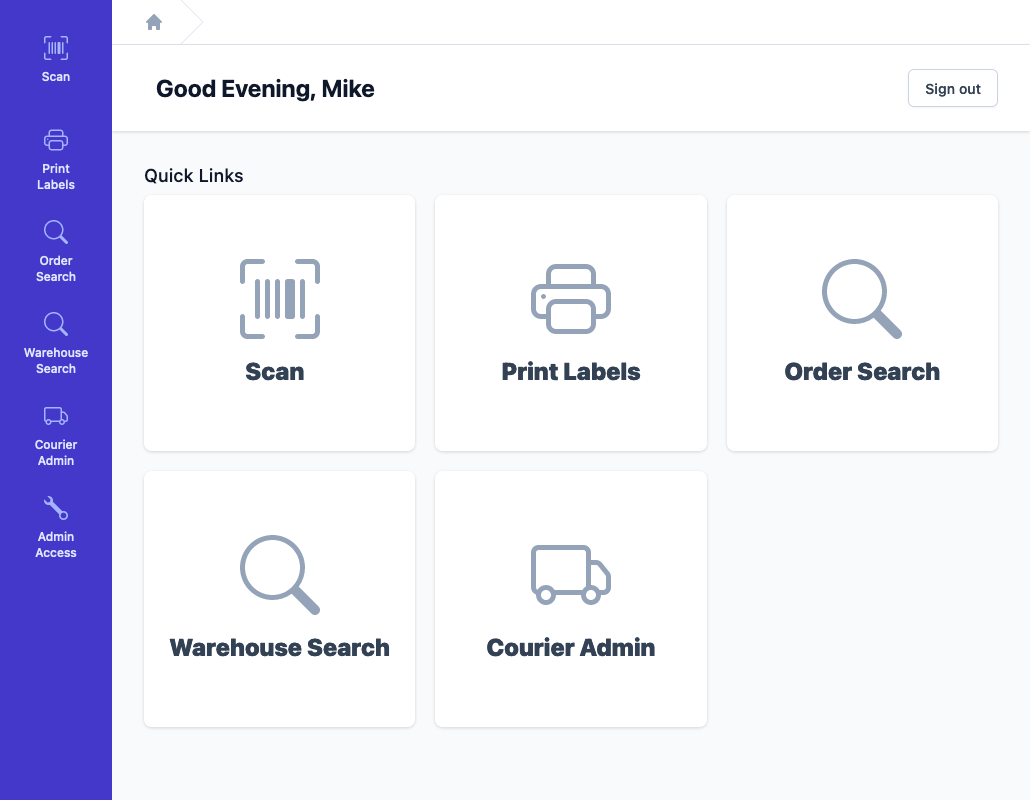 Scan
Print
Labels
Order
Search
Warehouse
Search
Courier
Admin
Admin
Access
Good Evening, Mike
Sign out
Quick Links
Scan
Print Labels
Order Search
Warehouse Search
Courier Admin